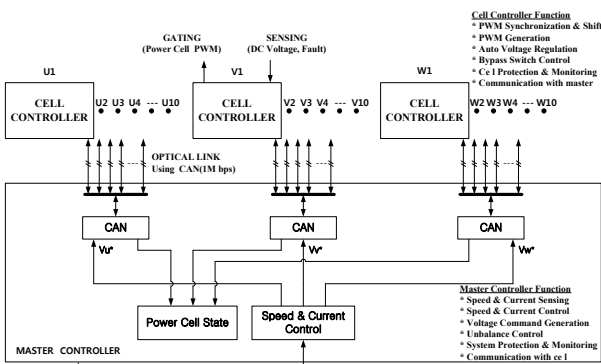 Cell Controller Function
* PWM Synchronization & Shift
* PWM Generation
* Auto Voltage Regulation
* Bypass Switch Control
* Ce l Protection & Monitoring
* Communication with master
GATING
(Power Cell PWM)
SENSING
(DC Voltage, Fault)
U1
CELL
CONTROLLER
U2 U3 U4 --- U10
V1
CELL
CONTROLLER
V2 V3 V4 --- V10
W1
CELL
CONTROLLER
W2 W3 W4 --- W10
OPTICAL LINK
Using CAN(1M bps)
CAN
CAN
CAN
Vu*
Vv*
Vw*
Power Cell State
Speed & Current
Control
MASTER CONTROLLER
Master Controller Function
* Speed & Current Sensing
* Speed & Current Control
* Voltage Command Generation
* Unbalance Control
* System Protection & Monitoring
* Communication with ce l